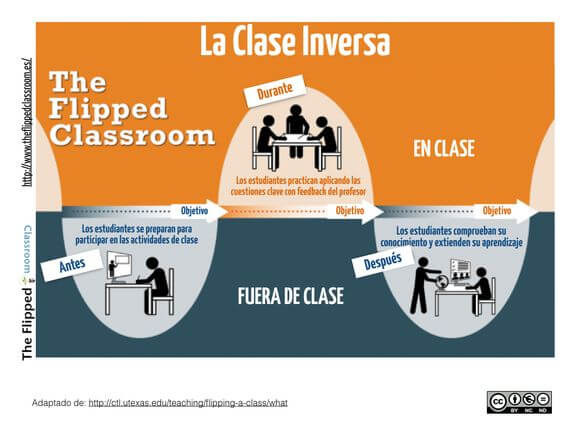 La Clase Inversa
http://www.theflippedclassroom.es/
The
Flipped
Classroom
Durante
EN CLASE
Los estudiantes practican aplicando las
cuestiones clave con feedback del profesor
Objetivo
Objetivo
Objetivo
Los estudiantes se preparan para
participar en las actividades de clase
Los estudiantes comprueban su
conocimiento y extienden su aprendizaje
Antes
Después
FUERA DE CLASE
The Flipped
Classroom
Adaptado de: http://ctl.utexas.edu/teaching/flipping-a-class/what
cc
BY NC ND